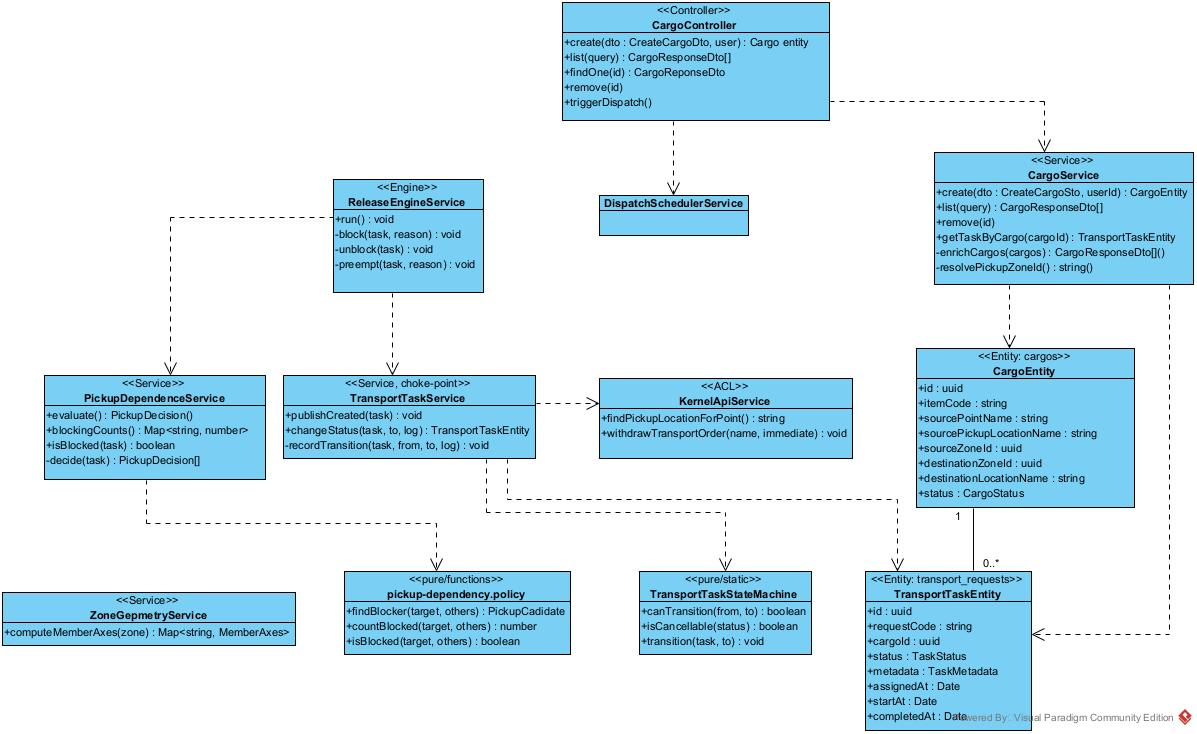 <<Controller>>
CargoController
+create(dto : CreateCargoDto, user) : Cargo entity
+list(query) : CargoResponseDto[]
+findOne(id) : CargoReponseDto
+remove(id)
+triggerDispatch()
<<Service>>
CargoService
+create(dto : CreateCargoSto, userId) : CargoEntity
+list(query) : CargoResponseDto[]
+remove(id)
+getTaskByCargo(cargoId) : TransportTaskEntity
-enrichCargos(cargos) : CargoResponseDto[]()
-resolvePickupZoneId() : string()
<<Engine>>
ReleaseEngineService
+run() : void
-block(task, reason) : void
-unblock(task) : void
-preempt(task, reason) : void
DispatchSchedulerService
<<Service>>
PickupDependenceService
+evaluate() : PickupDecision()
+blockingCounts() : Map<string, number>
+isBlocked(task) : boolean
-decide(task) : PickupDecision[]
<<Service, choke-point>>
TransportTaskService
+publishCreated(task) : void
+changeStatus(task, to, log) : TransportTaskEntity
-recordTransition(task, from, to, log) : void
<<ACL>>
KernelApiService
+findPickupLocationForPoint() : string
+withdrawTransportOrder(name, immediate) : void
<<Entity: cargos>>
CargoEntity
+id : uuid
+itemCode : string
+sourcePointName : string
+sourcePickupLocationName : string
+sourceZoneId : uuid
+destinationZoneId : uuid
+destinationLocationName : string
+status : CargoStatus
1
0..*
<<Service>>
ZoneGepmetryService
+computeMemberAxes(zone) : Map<string, MemberAxes>
<<pure/functions>>
pickup-dependency.policy
+findBlocker(target, others) : PickupCadidate
+countBlocked(target, others) : number
+isBlocked(target, others) : boolean
<<pure/static>>
TransportTaskStateMachine
+canTransition(from, to) : boolean
+isCancellable(status) : boolean
+transition(task, to) : void
<<Entity: transport_requests>>
TransportTaskEntity
+id : uuid
+requestCode : string
+cargoId : uuid
+status : TaskStatus
+metadata : TaskMetadata
+assignedAt : Date
+startAt : Date
+completedAt : Date
Powered By: Visual Paradigm Community Edition